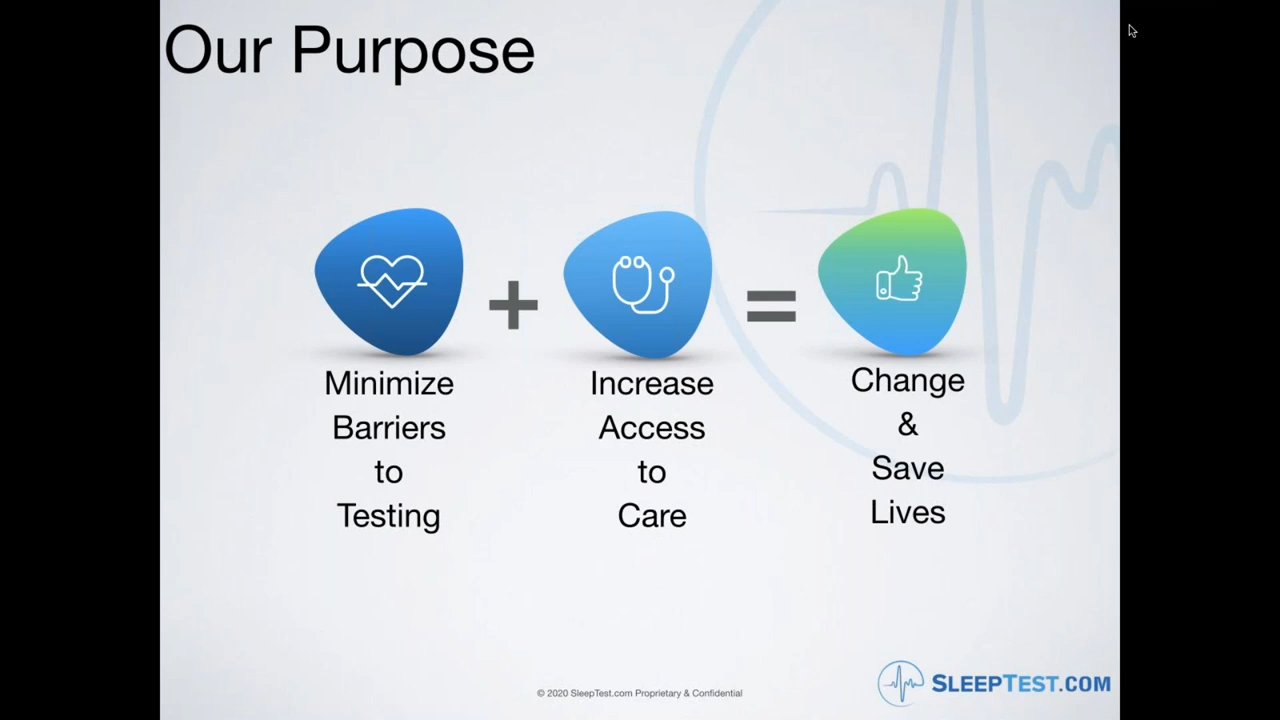 Our Purpose
Minimize
Barriers
to
Testing
+
Increase
Access
to
Care
=
Change
&
Save
Lives
© 2020 SleepTest.com Proprietary & Confidential
SLEEPTEST.COM